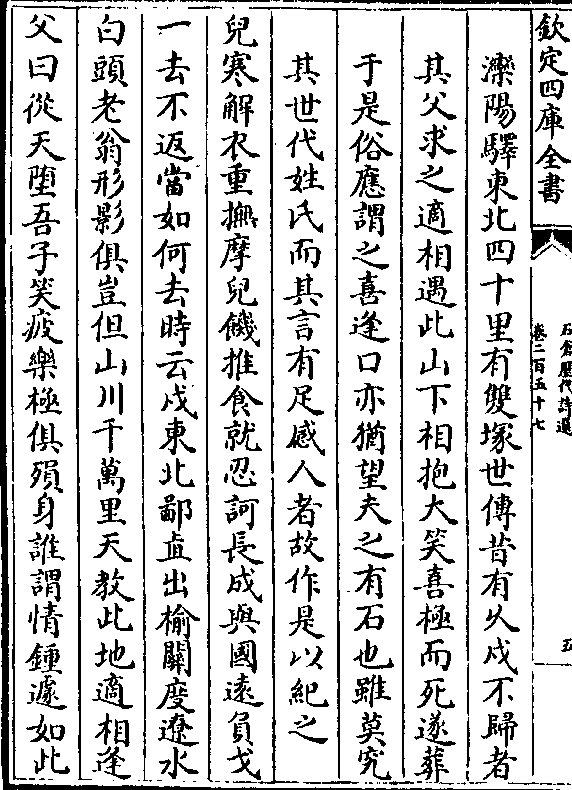 欽定四庫全書
石倉歷代詩選
卷二百五十七
五
灤陽驛東北四十里有雙塚世傳昔有久戍不歸者
其父求之適相遇此山下相抱大笑喜極而死遂葬
于是俗應謂之喜逢口亦猶望夫之有石也雖莫究
其世代姓氏而其言有足感人者故作是以紀之
兒寒解衣重撫摩兒饑推食就忍訶長成與國遠負戈
一去不返當如何去時云戍東北鄙直出榆關度遼水
白頭老翁形影俱豈但山川千萬里天教此地適相逢
父曰從天墮吾子笑疲樂極俱殞身誰謂情鍾遽如此